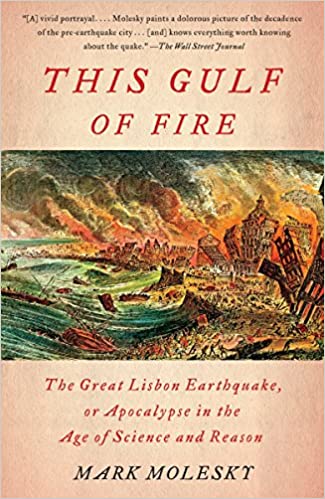 "[A] vivid portrayal. . . . Molesky paints a dolorous picture of the decadence
of the pre-earthquake city . . . [and] knows everything worth knowing
about the quake." —The Wall Street Journal
THIS GULF
OF FIRE
The Great Lisbon Earthquake,
or Apocalypse in the
Age of Science and Reason
MARK MOLESKY